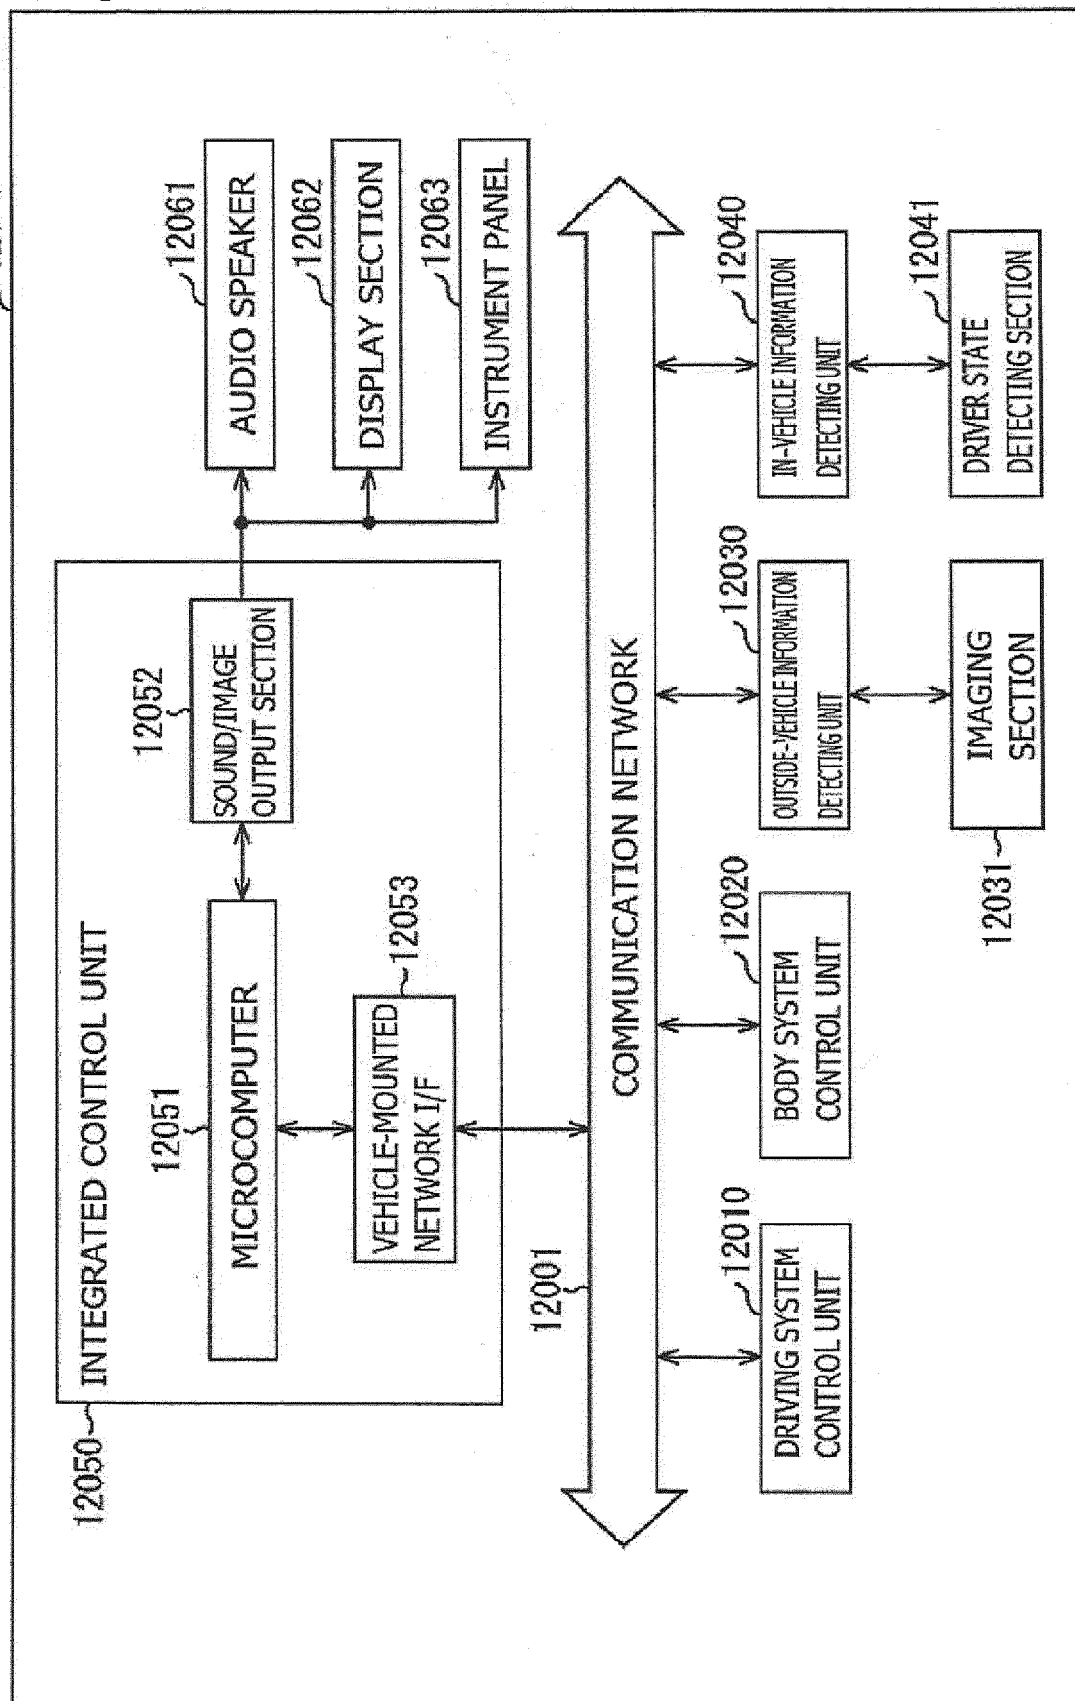 12050
INTEGRATED CONTROL UNIT
12051
MICROCOMPUTER
12052
SOUND/IMAGE
OUTPUT SECTION
12053
VEHICLE-MOUNTED
NETWORK I/F
12061
AUDIO SPEAKER
12062
DISPLAY SECTION
12063
INSTRUMENT PANEL
12001
COMMUNICATION NETWORK
12010
DRIVING SYSTEM
CONTROL UNIT
12020
BODY SYSTEM
CONTROL UNIT
12030
OUTSIDE-VEHICLE INFORMATION
DETECTING UNIT
12040
IN-VEHICLE INFORMATION
DETECTING UNIT
12031
IMAGING
SECTION
12041
DRIVER STATE
DETECTING SECTION